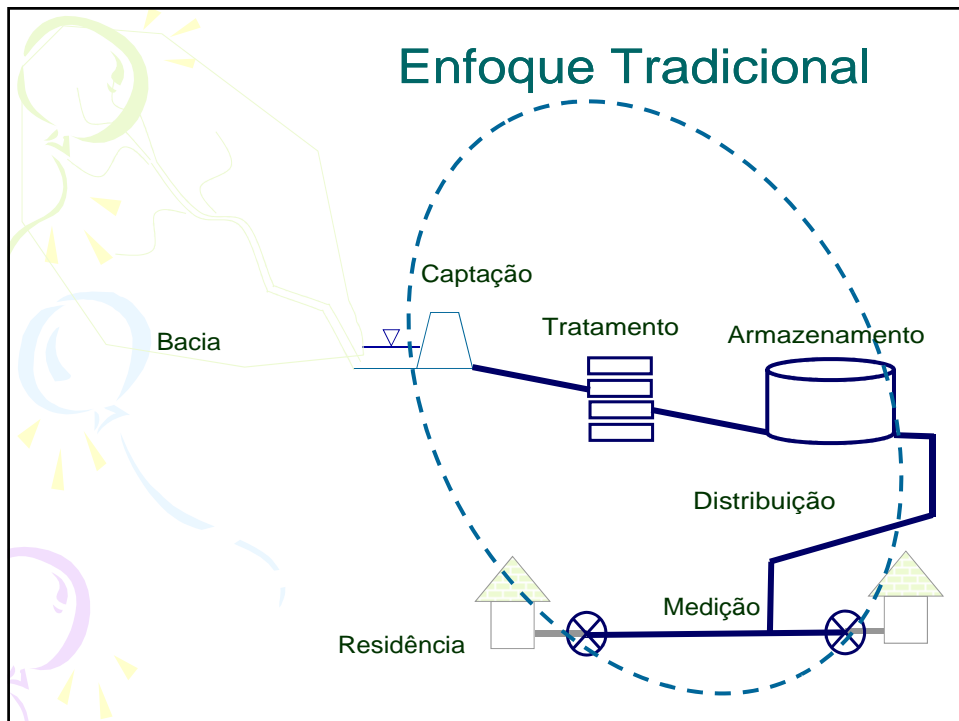 Enfoque Tradicional
Captação
Tratamento
Armazenamento
Bacia
Distribuição
Medição
Residência